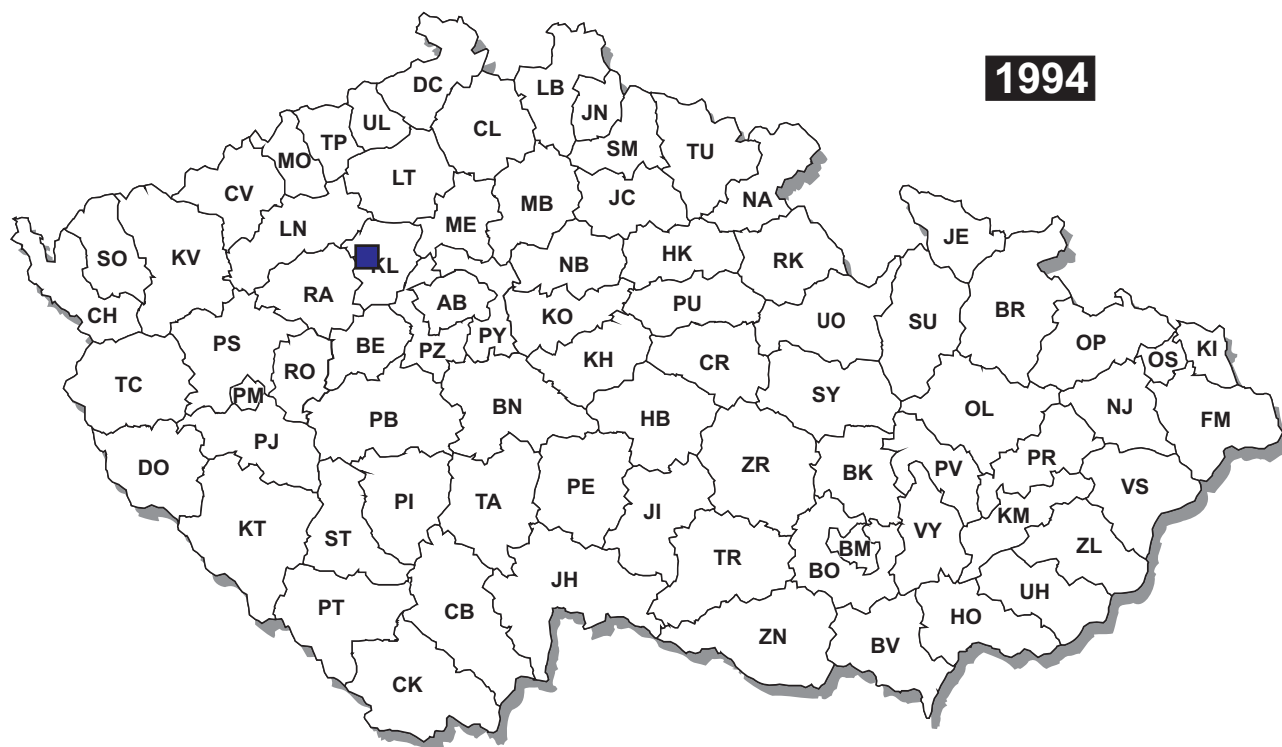 1994
DC
LB
JN
UL
TP
CL
MO
SM
TU
LT
CV
MB
JC
NA
ME
LN
JE
SO
KV
KL
NB
HK
RK
RA
AB
BR
CH
KO
PU
UO
SU
PS
BE
PZ
PY
OP
KI
OS
TC
RO
KH
CR
PM
SY
BN
OL
NJ
PB
HB
FM
PJ
DO
ZR
BK
PV
PR
PE
VS
KT
PI
TA
JI
KM
ST
VY
ZL
TR
BM
BO
JH
UH
PT
CB
HO
ZN
BV
CK